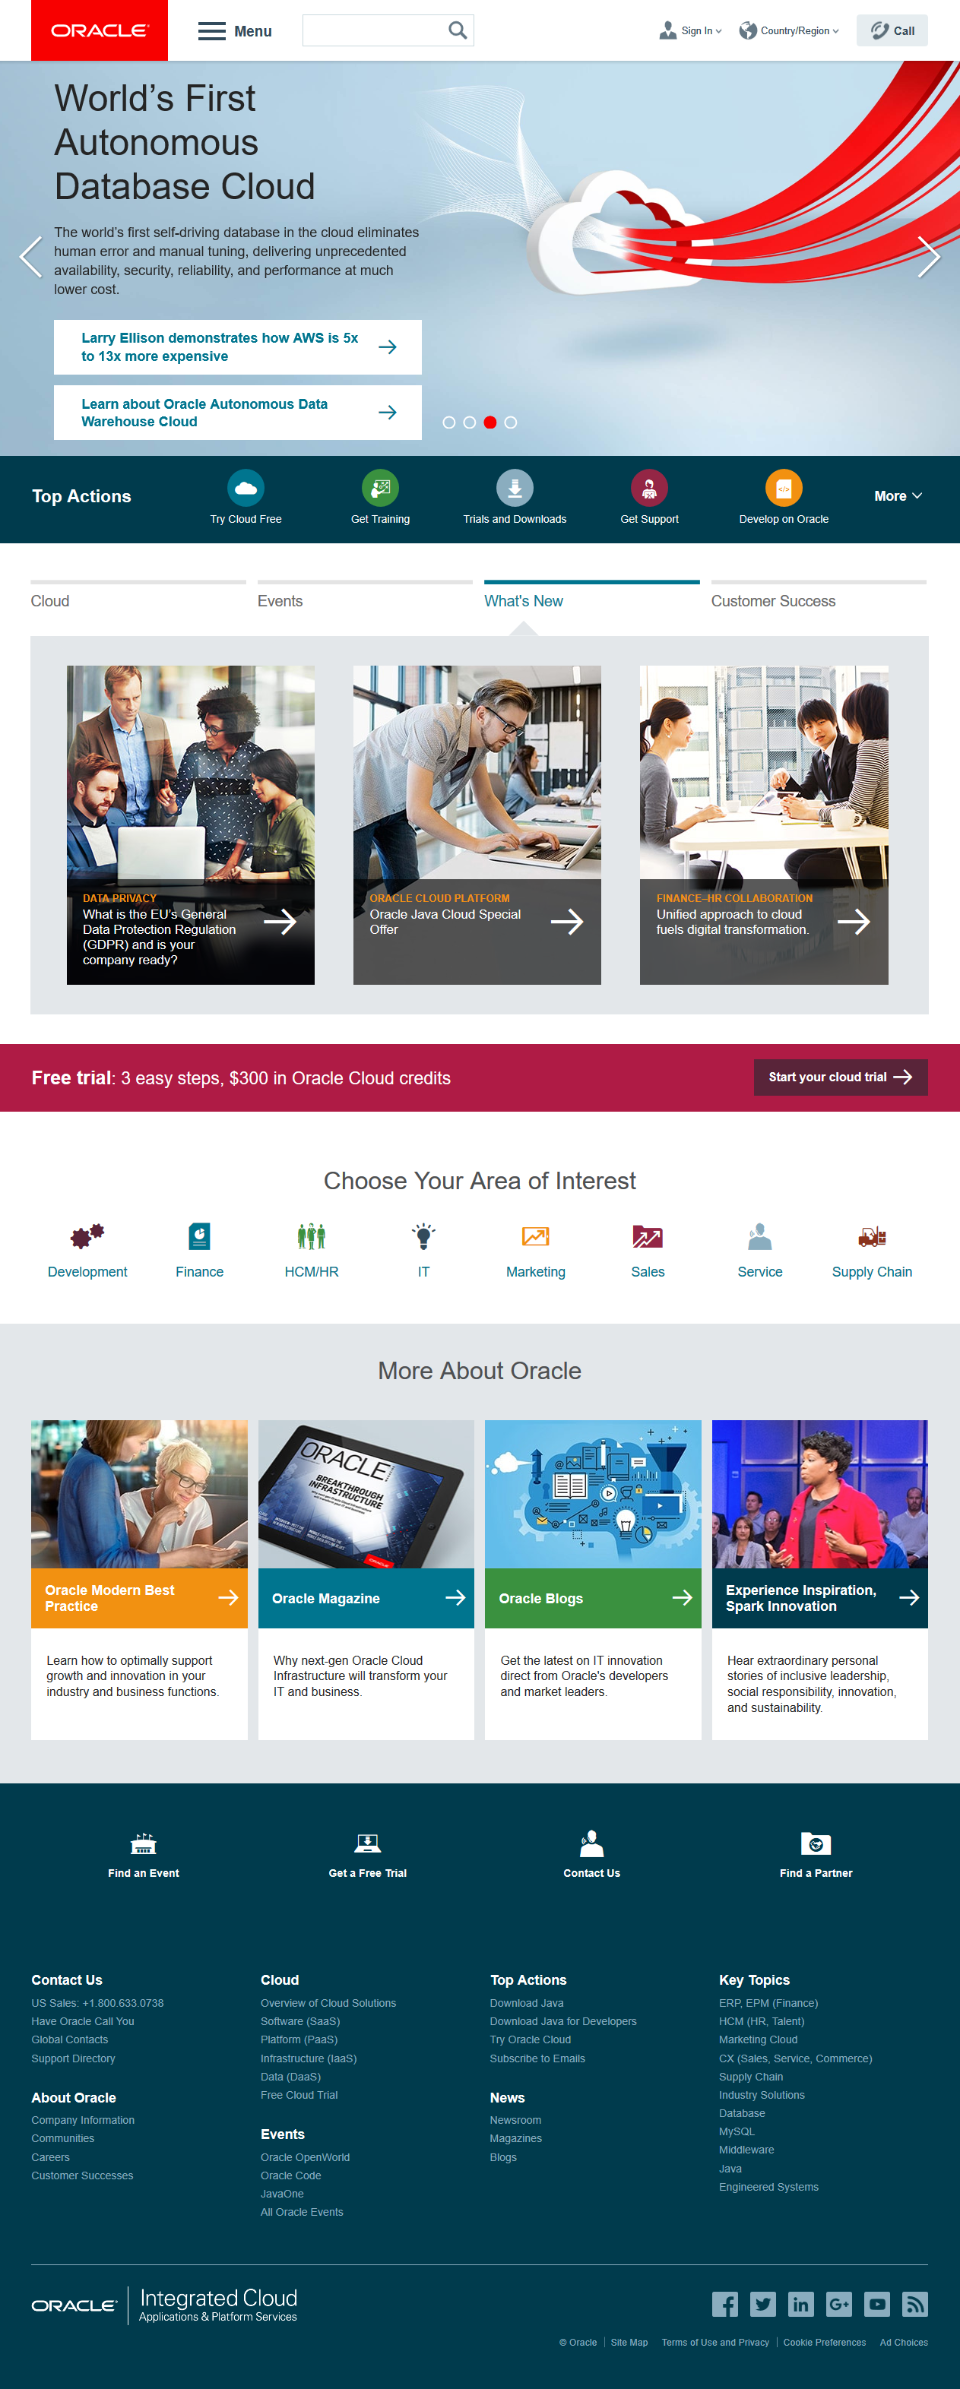 ORACLE
Menu
Sign In
Country/Region
Call
World's First
Autonomous
Database Cloud
The world's first self-driving database in the cloud eliminates
human error and manual tuning, delivering unprecedented
availability, security, reliability, and performance at much
lower cost.
Larry Ellison demonstrates how AWS is 5x
to 13x more expensive
Learn about Oracle Autonomous Data
Warehouse Cloud
Top Actions
Try Cloud Free
Get Training
Trials and Downloads
Get Support
Develop on Oracle
More
Cloud
Events
What's New
Customer Success
DATA PRIVACY
What is the EU's General
Data Protection Regulation
(GDPR) and is your
company ready?
ORACLE CLOUD PLATFORM
Oracle Java Cloud Special
Offer
FINANCE–HR COLLABORATION
Unified approach to cloud
fuels digital transformation.
Free trial: 3 easy steps, $300 in Oracle Cloud credits
Start your cloud trial
Choose Your Area of Interest
Development
Finance
HCM/HR
IT
Marketing
Sales
Service
Supply Chain
More About Oracle
ORACLE
BREAKTHROUGH
INFRASTRUCTURE
Oracle Modern Best
Practice
Learn how to optimally support
growth and innovation in your
industry and business functions.
Oracle Magazine
Why next-gen Oracle Cloud
Infrastructure will transform your
IT and business.
Oracle Blogs
Get the latest on IT innovation
direct from Oracle's developers
and market leaders.
Experience Inspiration,
Spark Innovation
Hear extraordinary personal
stories of inclusive leadership,
social responsibility, innovation,
and sustainability.
Find an Event
Get a Free Trial
Contact Us
Find a Partner
Contact Us
US Sales: +1.800.633.0738
Have Oracle Call You
Global Contacts
Support Directory
About Oracle
Company Information
Communities
Careers
Customer Successes
Cloud
Overview of Cloud Solutions
Software (SaaS)
Platform (PaaS)
Infrastructure (IaaS)
Data (DaaS)
Free Cloud Trial
Events
Oracle OpenWorld
Oracle Code
JavaOne
All Oracle Events
Top Actions
Download Java
Download Java for Developers
Try Oracle Cloud
Subscribe to Emails
News
Newsroom
Magazines
Blogs
Key Topics
ERP, EPM (Finance)
HCM (HR, Talent)
Marketing Cloud
CX (Sales, Service, Commerce)
Supply Chain
Industry Solutions
Database
MySQL
Middleware
Java
Engineered Systems
ORACLE
Integrated Cloud
Applications & Platform Services
© Oracle
Site Map
Terms of Use and Privacy
Cookie Preferences
Ad Choices